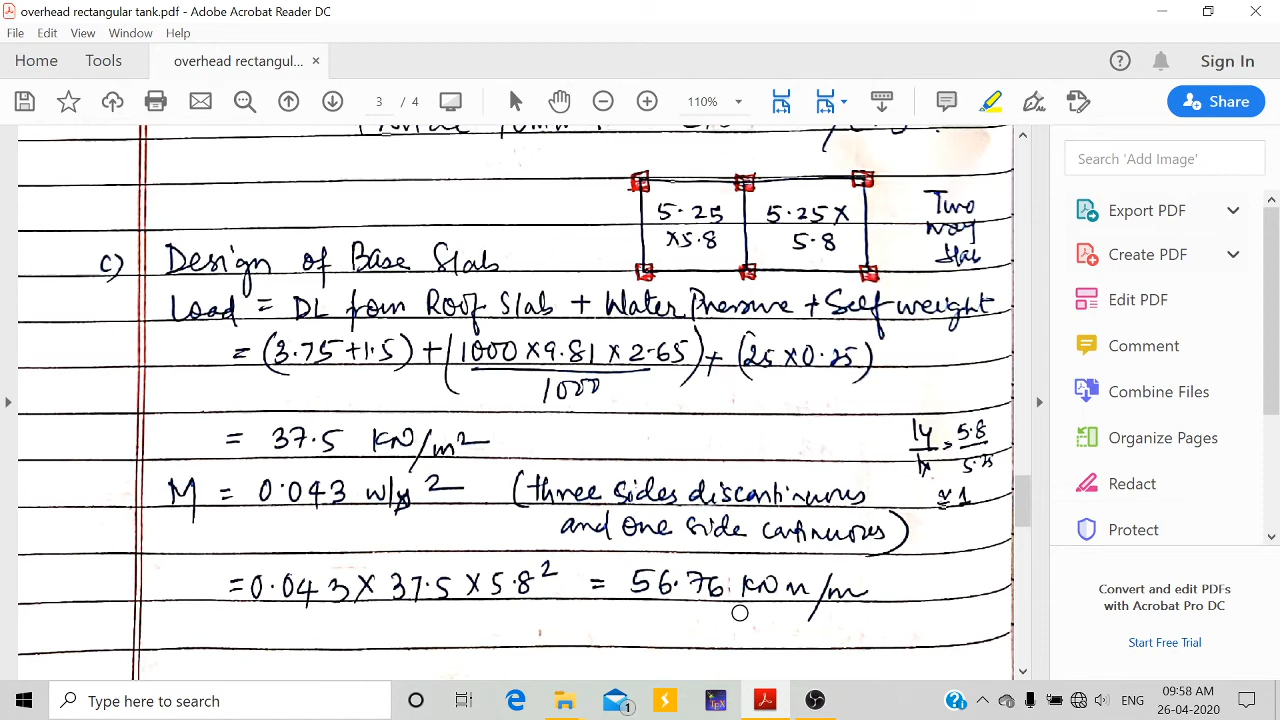 overhead rectangular tank.pdf - Adobe Acrobat Reader DC
File Edit View Window Help
Home Tools overhead rectangul... × Sign In
3 / 4 110% Share
5.25 ×5.8 5.25× 5.8 Two way slab
c) Design of Base Slab
Load = DL from Roof Slab + Water Pressure + Self weight
= (3.75+1.5) + (1000×9.81×2.65/1000) + (25×0.25)
= 37.5 KN/m²
ly/lx = 5.8/5.25 ≈ 1
M = 0.043 wlx² (three sides discontinuous
and one side continuous)
= 0.043 × 37.5 × 5.8² = 56.76 KNm/m
Search 'Add Image'
Export PDF
Create PDF
Edit PDF
Comment
Combine Files
Organize Pages
Redact
Protect
Convert and edit PDFs
with Acrobat Pro DC
Start Free Trial
Type here to search
1
ENG
09:58 AM
26-04-2020